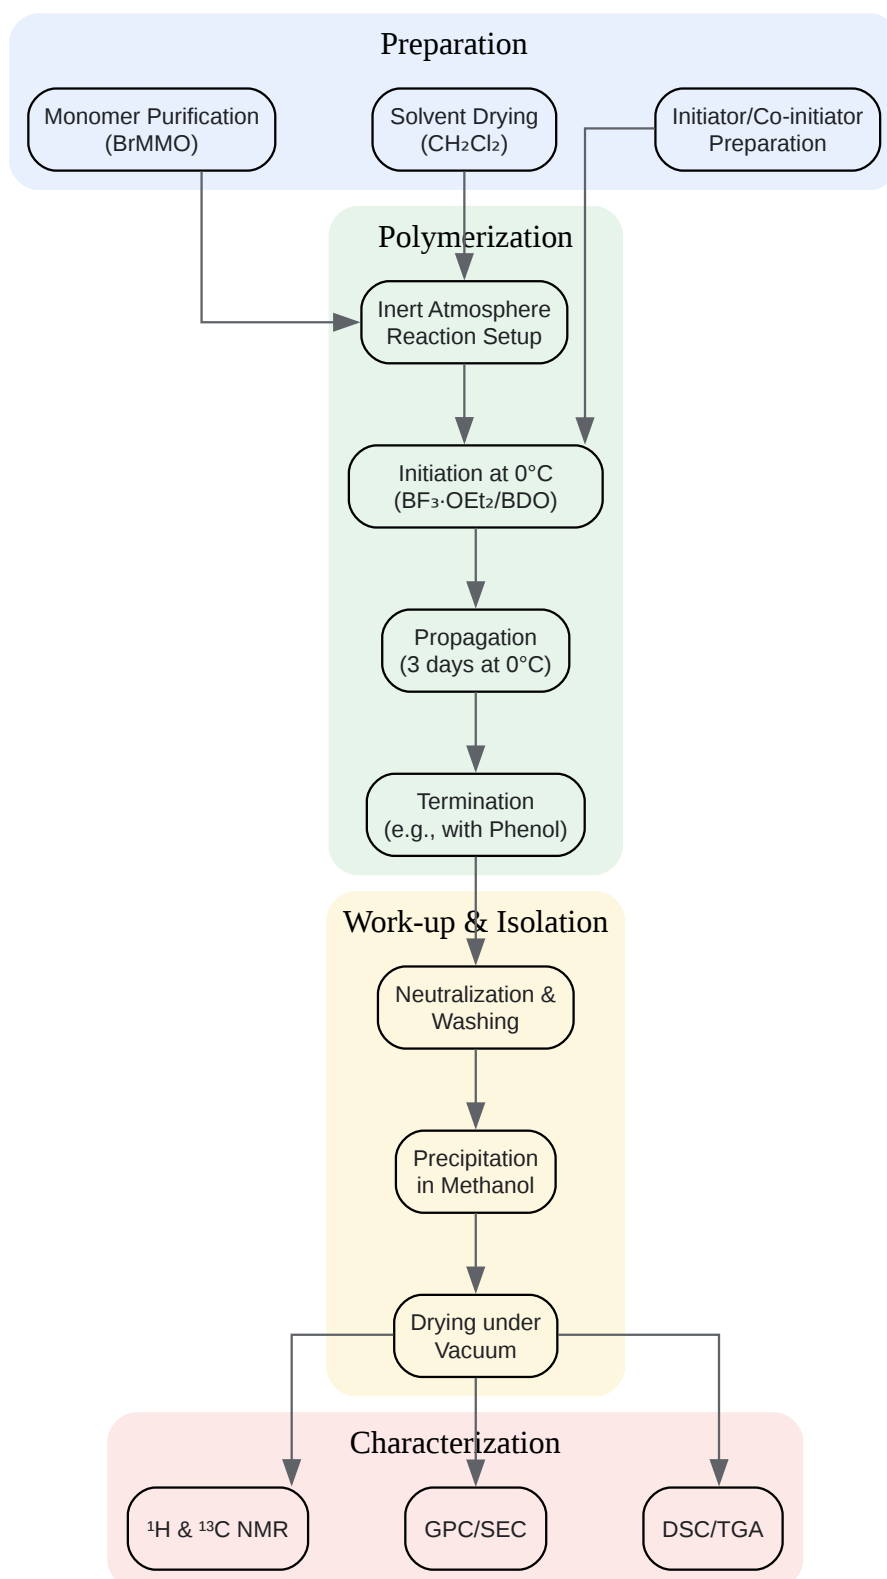 Preparation
Monomer Purification
(BrMMO)
Solvent Drying
(CH₂Cl₂)
Initiator/Co-initiator
Preparation
Polymerization
Inert Atmosphere
Reaction Setup
Initiation at 0°C
(BF₃·OEt₂/BDO)
Propagation
(3 days at 0°C)
Termination
(e.g., with Phenol)
Work-up & Isolation
Neutralization &
Washing
Precipitation
in Methanol
Drying under
Vacuum
Characterization
¹H & ¹³C NMR
GPC/SEC
DSC/TGA